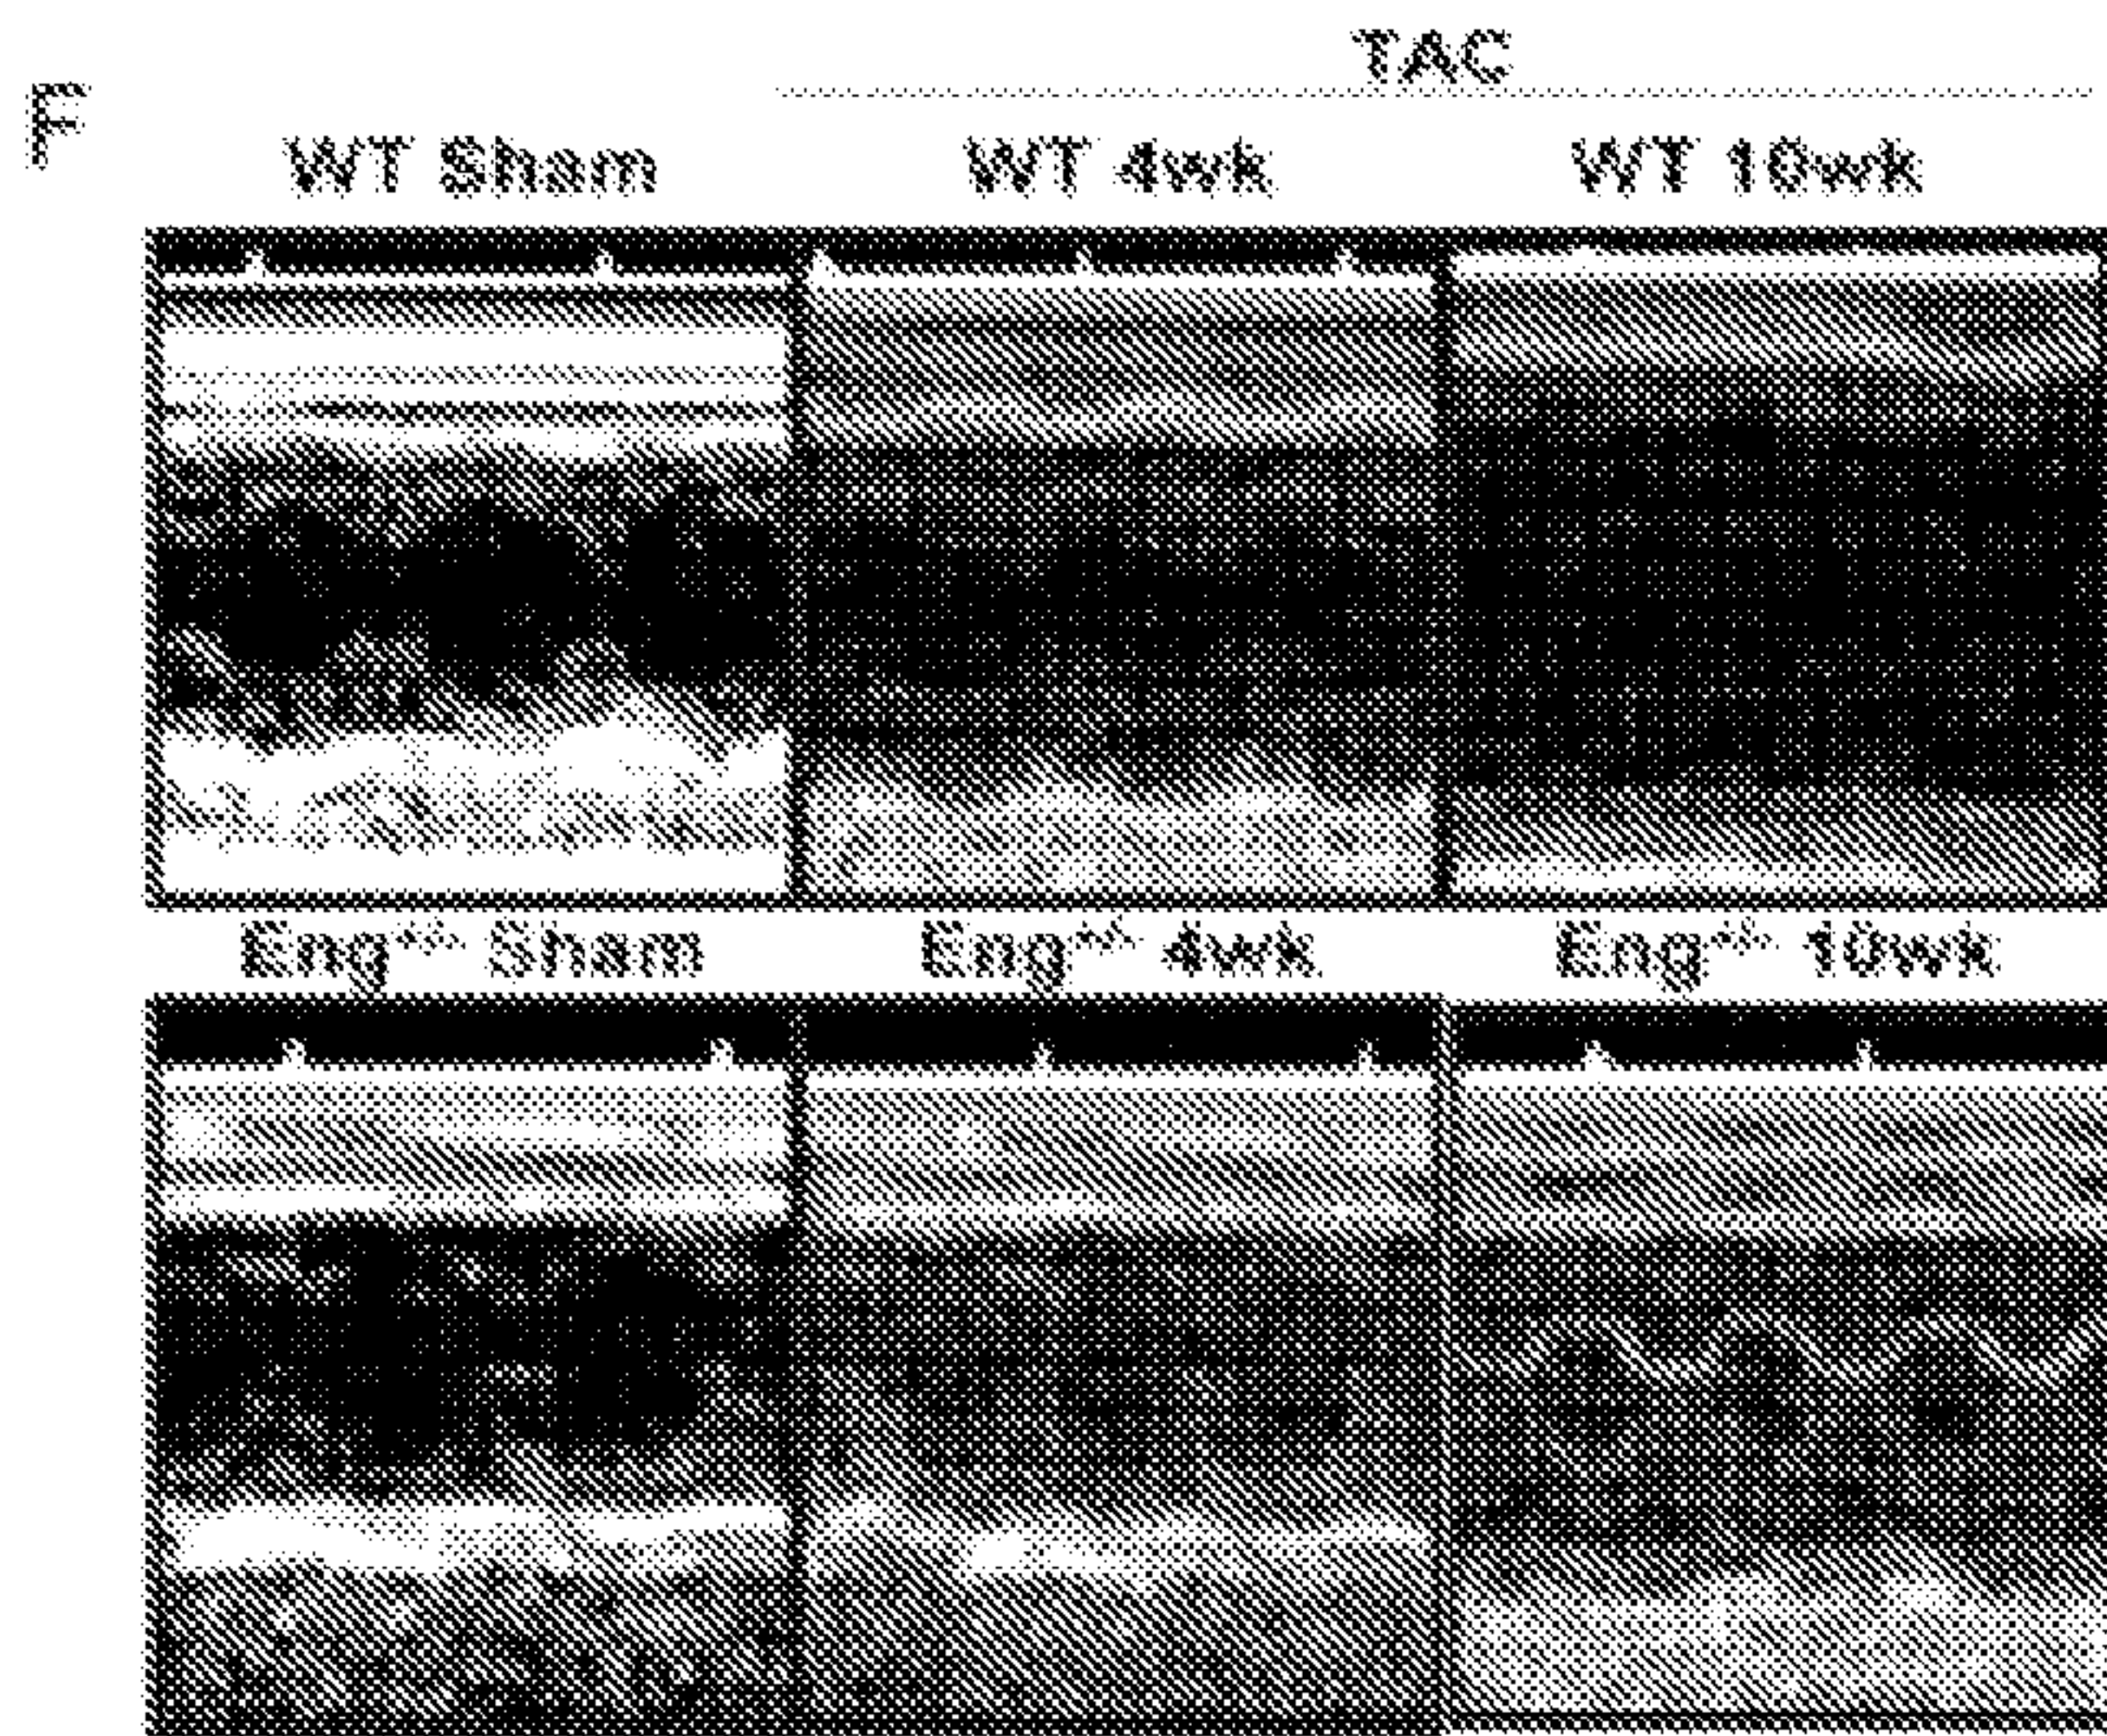 TAC
F
WT Sham WT 4wk WT 10wk
Eng+/- Sham Eng+/- 4wk Eng+/- 10wk